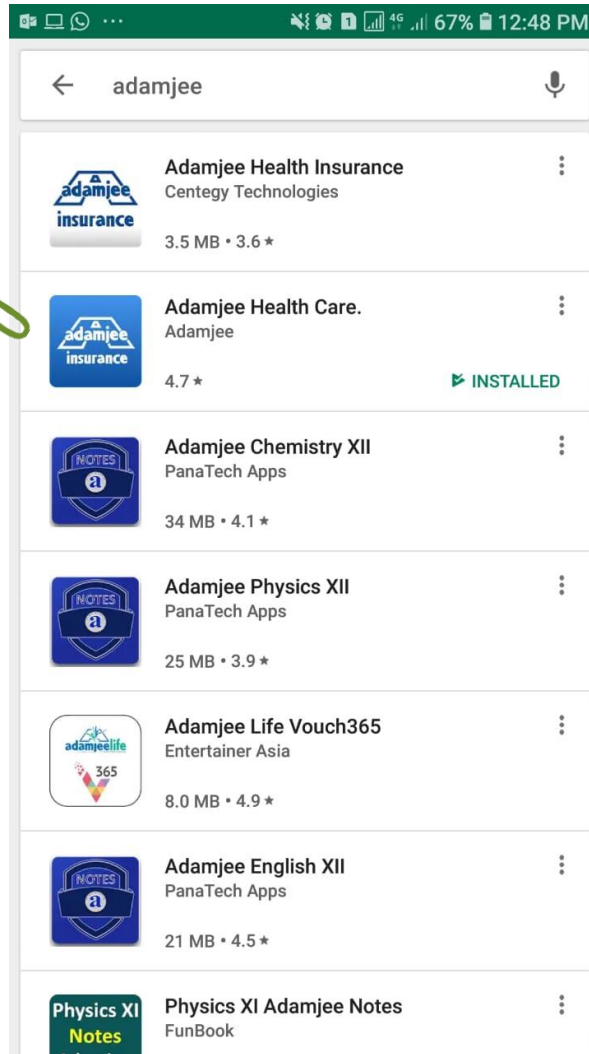 67% 12:48 PM
adamjee
adamjee
insurance
Adamjee Health Insurance
Centegy Technologies
3.5 MB • 3.6 ★
adamjee
insurance
Adamjee Health Care.
Adamjee
4.7 ★
INSTALLED
NOTES
a
Adamjee Chemistry XII
PanaTech Apps
34 MB • 4.1 ★
NOTES
a
Adamjee Physics XII
PanaTech Apps
25 MB • 3.9 ★
adamjeelife
365
Adamjee Life Vouch365
Entertainer Asia
8.0 MB • 4.9 ★
NOTES
a
Adamjee English XII
PanaTech Apps
21 MB • 4.5 ★
Physics XI
Notes
Physics XI Adamjee Notes
FunBook